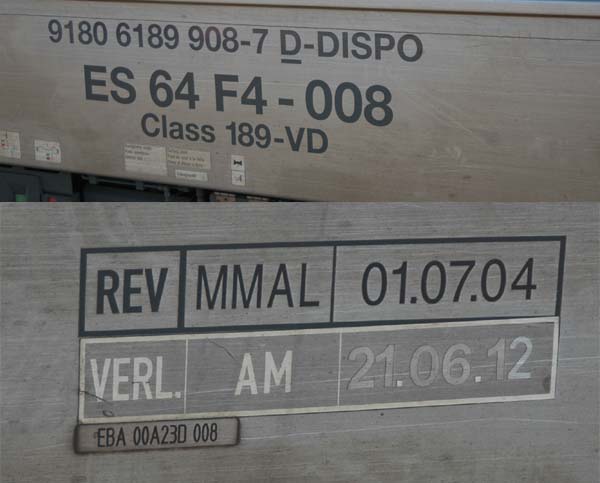 9180 6189 908-7 D-DISPO
ES 64 F4 - 008
Class 189-VD
REV MMAL 01.07.04
VERL. AM 21.06.12
EBA 00A23D 008